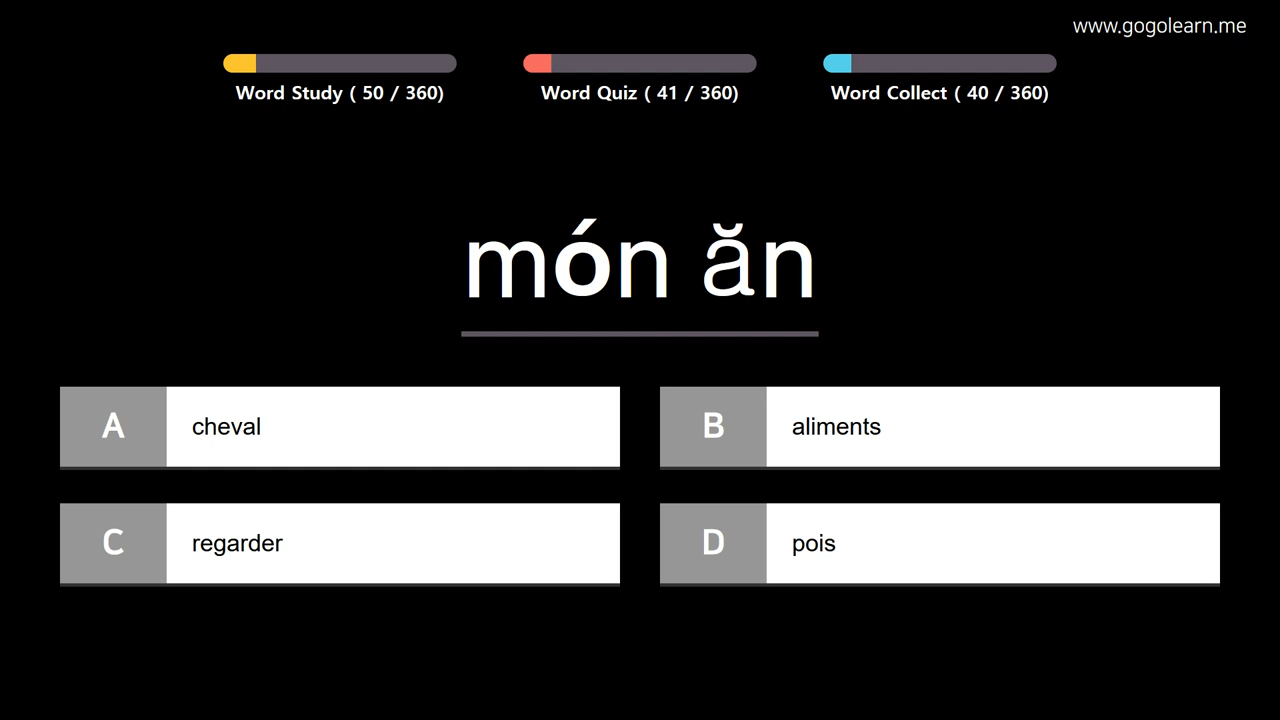 www.gogolearn.me
Word Study ( 50 / 360)
Word Quiz ( 41 / 360)
Word Collect ( 40 / 360)
món ăn
A cheval
B aliments
C regarder
D pois